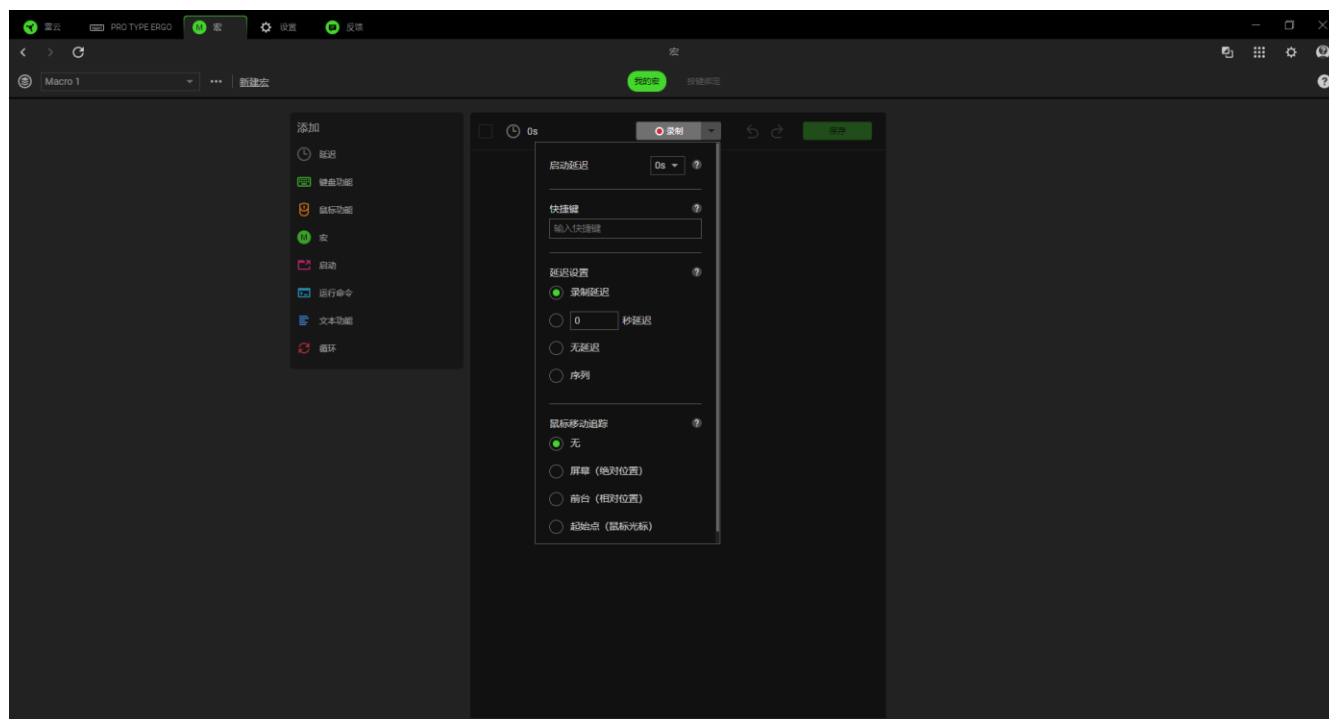 雷云 PRO TYPE ERGO 宏 设置 反馈
宏
Macro 1 新建宏 我的宏 按键绑定
添加
延迟
键盘功能
鼠标功能
宏
启动
运行命令
文本功能
循环
0s 录制 保存
启动延迟 0s
快捷键
输入快捷键
延迟设置
录制延迟
0 秒延迟
无延迟
序列
鼠标移动追踪
无
屏幕（绝对位置）
前台（相对位置）
起始点（鼠标光标）